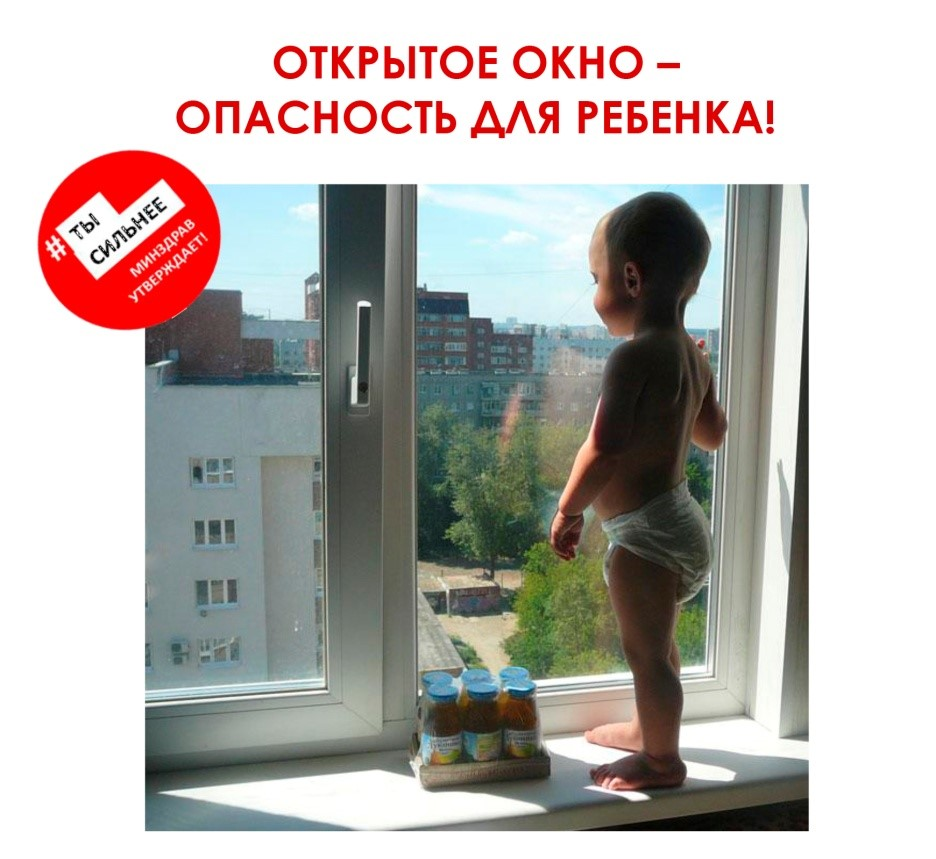 ОТКРЫТОЕ ОКНО –
ОПАСНОСТЬ ДЛЯ РЕБЕНКА!
# ТЫ
СИЛЬНЕЕ
МИНЗДРАВ
УТВЕРЖДАЕТ!